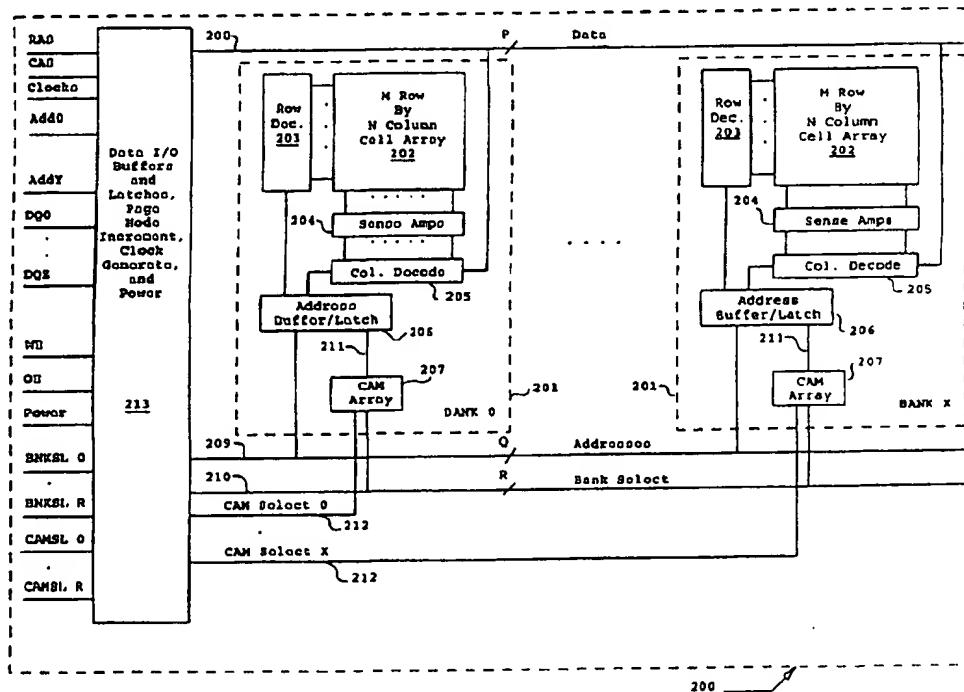 RAS
CAS
Clocks
Add0
AddY
DQ0
DQZ
WE
OE
Power
BNKSL 0
BNKSL R
CAMSL 0
CAMSL R
Data I/O
Buffers
and
Latches,
Page
Mode
Increment,
Clock
Generate,
and
Power
213
200
P
Data
Row
Dec.
203
M Row
By
N Column
Cell Array
202
204
Sense Amps
Col. Decode
205
Address
Buffer/Latch
206
211
207
CAM
Array
201
BANK 0
Row
Dec.
203
M Row
By
N Column
Cell Array
202
204
Sense Amps
Col. Decode
205
Address
Buffer/Latch
206
211
207
CAM
Array
201
BANK X
209
Q
Addresses
210
R
Bank Select
CAM Select 0
212
CAM Select X
212
200